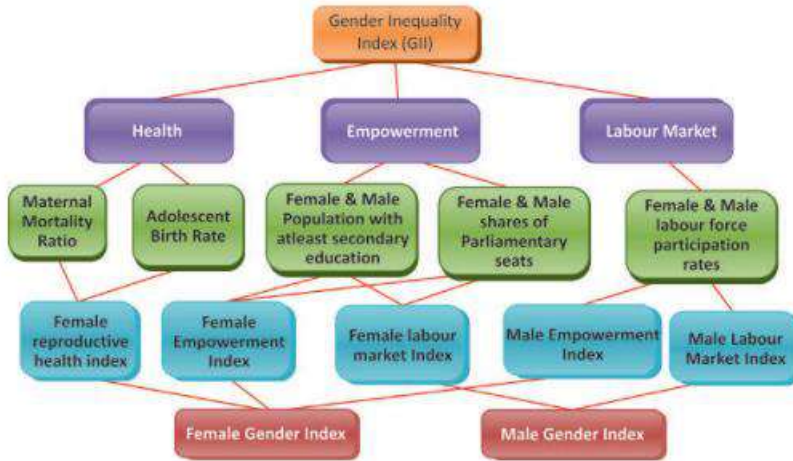 Gender Inequality
Index (GII)
Health
Empowerment
Labour Market
Maternal
Mortality
Ratio
Adolescent
Birth Rate
Female & Male
Population with
atleast secondary
education
Female & Male
shares of
Parliamentary
seats
Female & Male
labour force
participation
rates
Female
reproductive
health index
Female
Empowerment
Index
Female labour
market Index
Male Empowerment
Index
Male Labour
Market Index
Female Gender Index
Male Gender Index